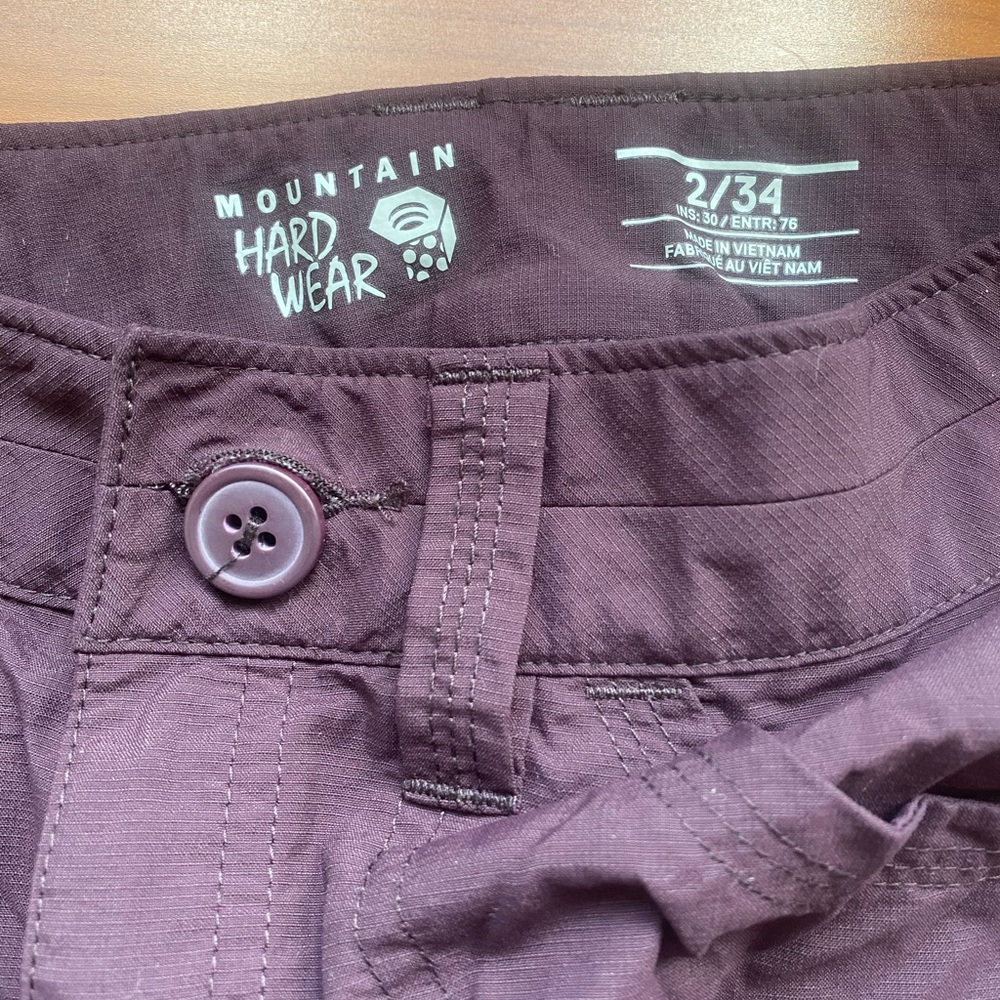 MOUNTAIN
HARD
WEAR
2/34
INS: 30 / ENTR: 76
MADE IN VIETNAM
FABRIQUÉ AU VIÊT NAM